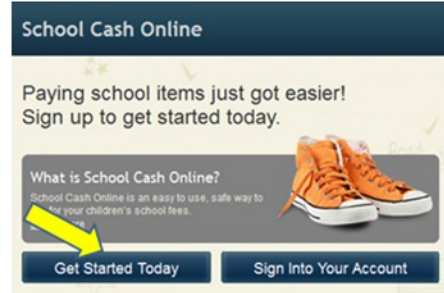 School Cash Online
Paying school items just got easier!
Sign up to get started today.
What is School Cash Online?
School Cash Online is an easy to use, safe way to
for your children's school fees.
Get Started Today
Sign Into Your Account